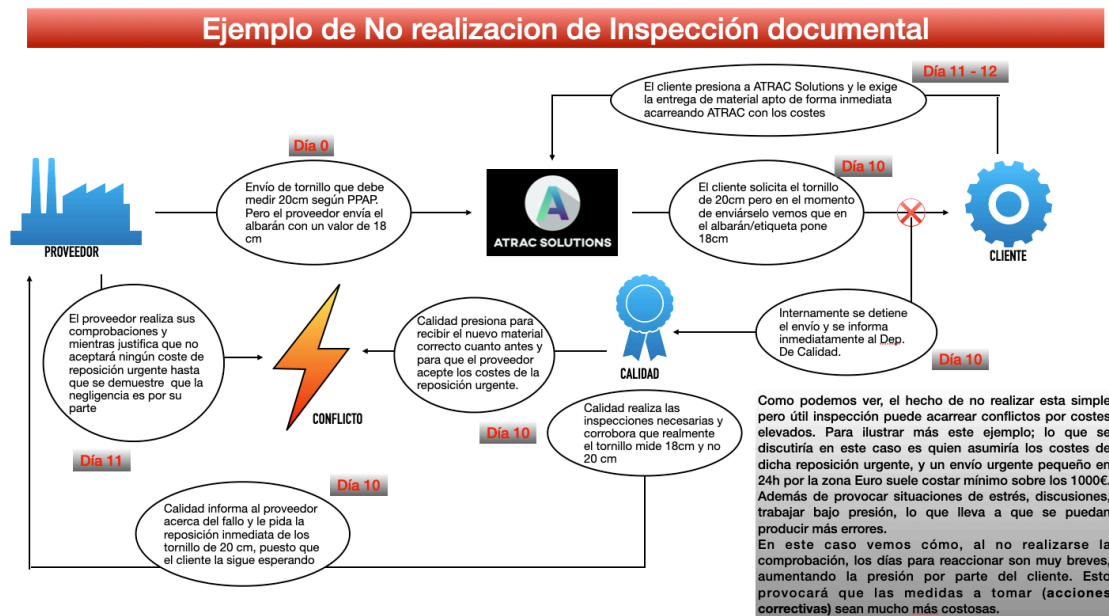 Ejemplo de No realizacion de Inspección documental
Día 11 - 12
El cliente presiona a ATRAC Solutions y le exige
la entrega de material apto de forma inmediata
acarreando ATRAC con los costes
Día 0
Envío de tornillo que debe
medir 20cm según PPAP.
Pero el proveedor envía el
albarán con un valor de 18
cm
PROVEEDOR
ATRAC SOLUTIONS
Día 10
El cliente solicita el tornillo
de 20cm pero en el momento
de enviárselo vemos que en
el albarán/etiqueta pone
18cm
CLIENTE
El proveedor realiza sus
comprobaciones y
mientras justifica que no
aceptará ningún coste de
reposición urgente hasta
que se demuestre que la
negligencia es por su
parte
Día 11
CONFLICTO
Calidad presiona para
recibir el nuevo material
correcto cuanto antes y
para que el proveedor
acepte los costes de la
reposición urgente.
Día 10
CALIDAD
Internamente se detiene
el envío y se informa
inmediatamente al Dep.
De Calidad.
Día 10
Calidad realiza las
inspecciones necesarias y
corrobora que realmente
el tornillo mide 18cm y no
20 cm
Día 10
Calidad informa al proveedor
acerca del fallo y le pida la
reposición inmediata de los
tornillo de 20 cm, puesto que
el cliente la sigue esperando
Como podemos ver, el hecho de no realizar esta simple
pero útil inspección puede acarrear conflictos por costes
elevados. Para ilustrar más este ejemplo; lo que se
discutiría en este caso es quien asumiría los costes de
dicha reposición urgente, y un envío urgente pequeño en
24h por la zona Euro suele costar mínimo sobre los 1000€.
Además de provocar situaciones de estrés, discusiones,
trabajar bajo presión, lo que lleva a que se puedan
producir más errores.
En este caso vemos cómo, al no realizarse la
comprobación, los días para reaccionar son muy breves,
aumentando la presión por parte del cliente. Esto
provocará que las medidas a tomar (acciones
correctivas) sean mucho más costosas.